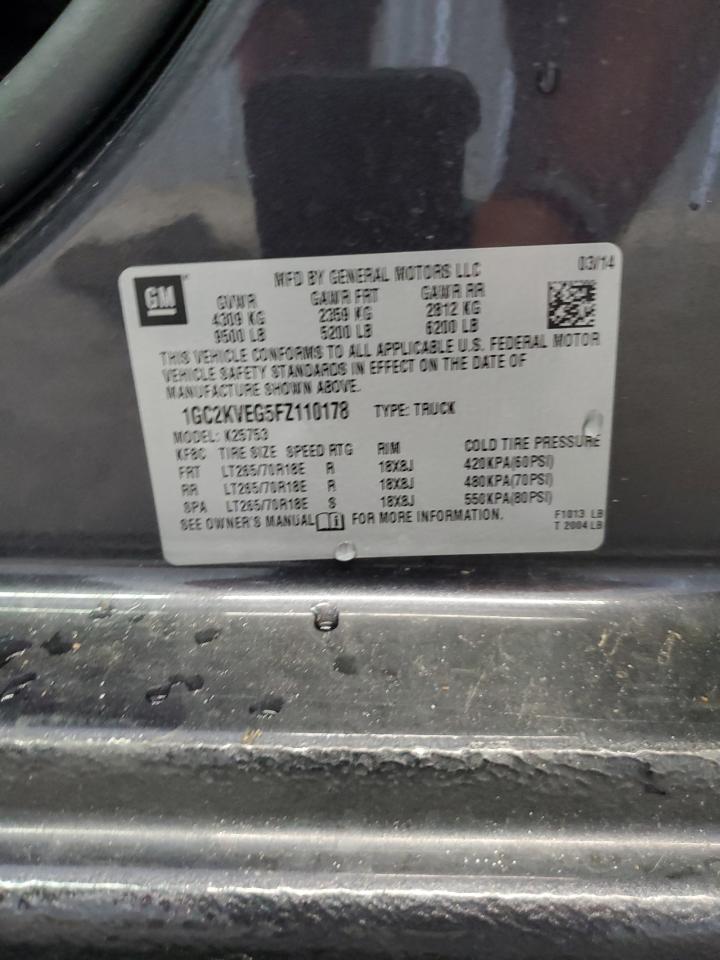 GM
MFD BY GENERAL MOTORS LLC 03/14
GVWR GAWR FRT GAWR RR
4309 KG 2359 KG 2812 KG
9500 LB 5200 LB 6200 LB
THIS VEHICLE CONFORMS TO ALL APPLICABLE U.S. FEDERAL MOTOR
VEHICLE SAFETY STANDARDS IN EFFECT ON THE DATE OF
MANUFACTURE SHOWN ABOVE.
1GC2KVEG5FZ110178 TYPE: TRUCK
MODEL: K25753
KF8C TIRE SIZE SPEED RTG RIM COLD TIRE PRESSURE
FRT LT265/70R18E R 18X8J 420KPA(60PSI)
RR LT265/70R18E R 18X8J 480KPA(70PSI)
SPA LT265/70R18E S 18X8J 550KPA(80PSI)
SEE OWNER'S MANUAL FOR MORE INFORMATION. F1013 LB
T 2004 LB